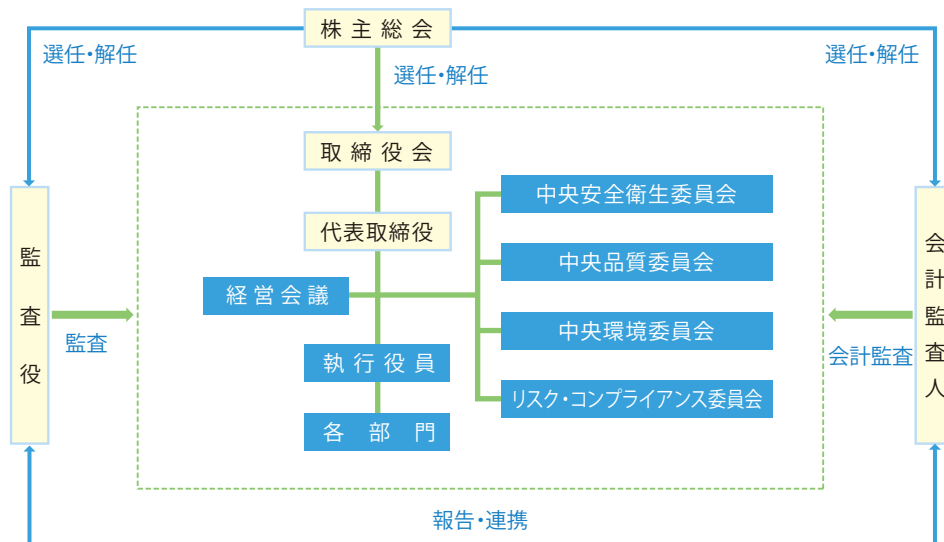 株主総会
選任・解任
選任・解任
選任・解任
取締役会
代表取締役
中央安全衛生委員会
中央品質委員会
経営会議
中央環境委員会
執行役員
リスク・コンプライアンス委員会
各部門
監査役
監査
会計監査
会計監査人
報告・連携